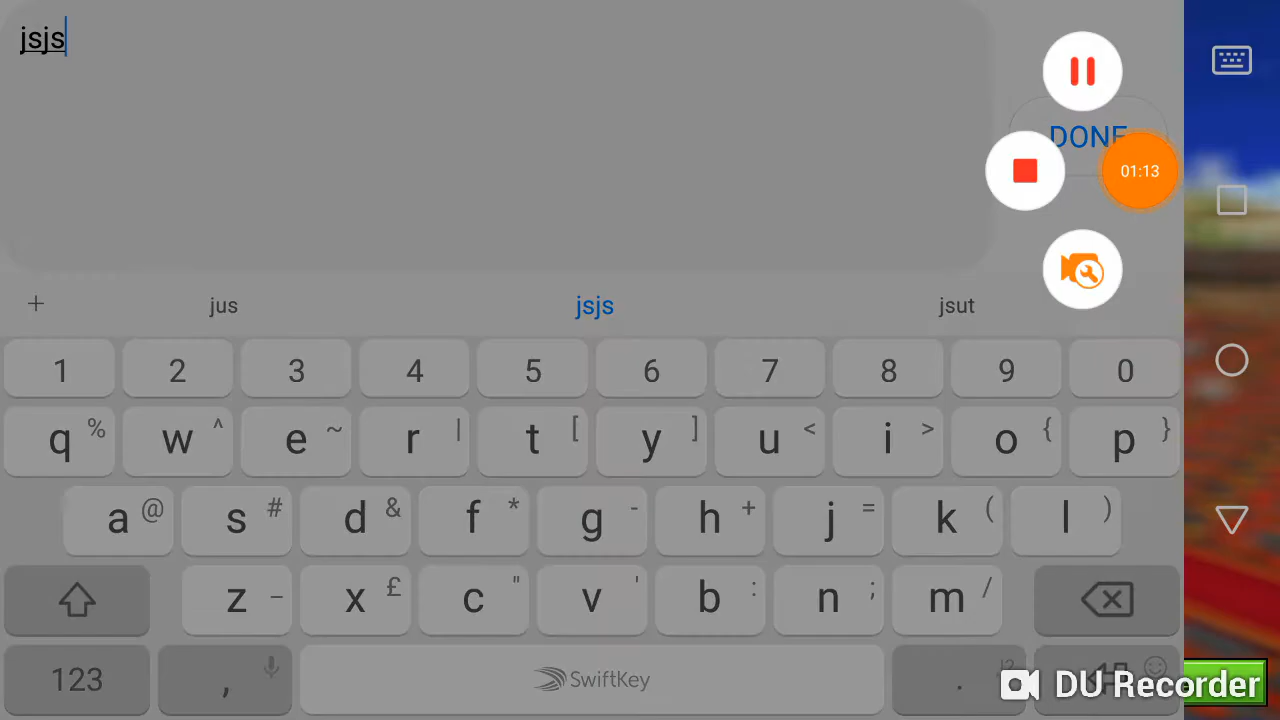 jsjs
DONE
01:13
+ jus jsjs jsut
1 2 3 4 5 6 7 8 9 0
q % w ^ e ~ r | t [ y ] u < i > o { p }
a @ s # d & f * g - h + j = k ( l )
z _ x £ c " v ' b : n ; m /
123 , SwiftKey . !?
DU Recorder